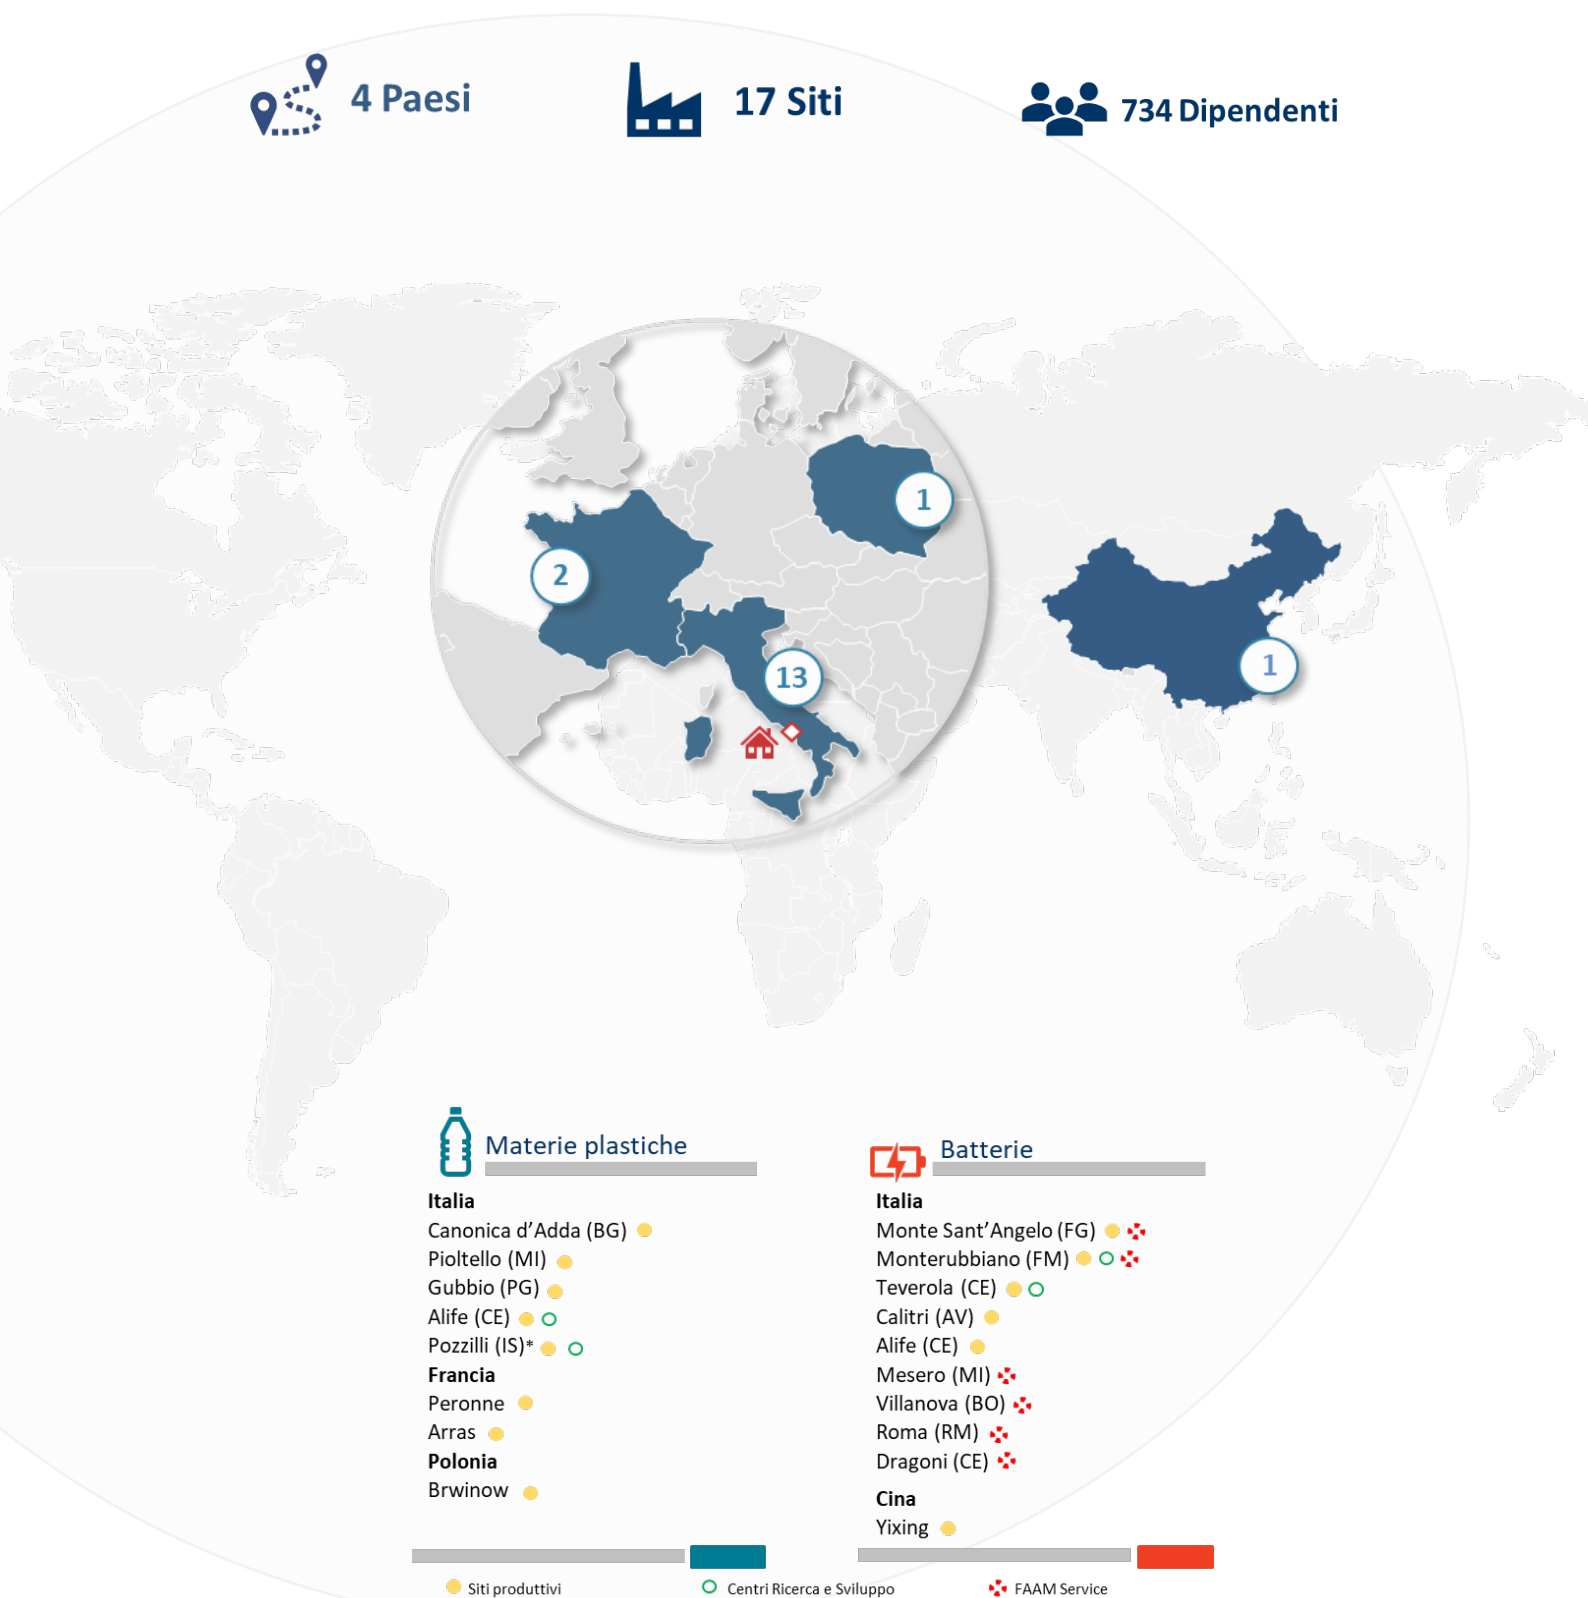 4 Paesi
17 Siti
734 Dipendenti
1
2
13
1
Materie plastiche
Italia
Canonica d’Adda (BG)
Pioltello (MI)
Gubbio (PG)
Alife (CE)
Pozzilli (IS)*
Francia
Peronne
Arras
Polonia
Brwinow
Batterie
Italia
Monte Sant’Angelo (FG)
Monterubbiano (FM)
Teverola (CE)
Calitri (AV)
Alife (CE)
Mesero (MI)
Villanova (BO)
Roma (RM)
Dragoni (CE)
Cina
Yixing
Siti produttivi
Centri Ricerca e Sviluppo
FAAM Service